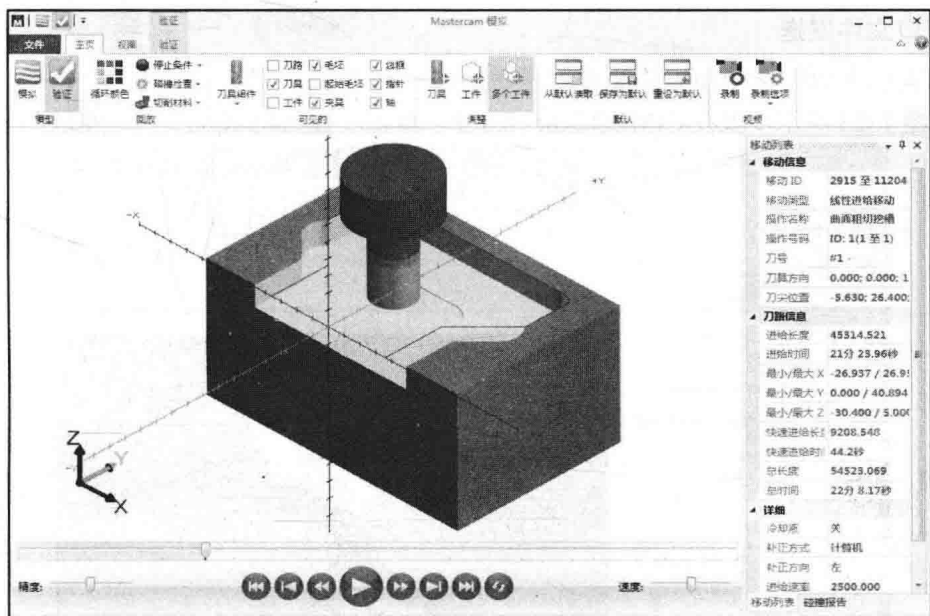 Mastercam 模拟
验证
文件 主页 视图 验证
模拟
验证
模型
循环颜色
停止条件
碰撞检查
切削材料
回放
刀具组件
刀路 毛坯 边框
刀具 起始毛坯 指针
工件 夹具 轴
可见的
刀具
工件
多个工件
调整
从默认读取
保存为默认
重设为默认
默认
录制
录制选项
视频
-X
+Y
Z
Y
X
移动列表
移动信息
移动 ID 2915 至 11204
移动类型 线性进给移动
操作名称 曲面粗切挖槽
操作号码 ID: 1(1 至 1)
刀号 #1 -
刀具方向 0.000; 0.000; 1
刀尖位置 -5.630; 26.400;
刀路信息
进给长度 45314.521
进给时间 21分 23.96秒
最小/最大 X -26.937 / 26.93
最小/最大 Y 0.000 / 40.894
最小/最大 Z -30.400 / 5.000
快速进给长 9208.548
快速进给时 44.2秒
总长度 54523.069
总时间 22分 8.17秒
详细
冷却液 关
补正方式 计算机
补正方向 左
进给速率 2500.000
移动列表 碰撞报告
精度:
速度: